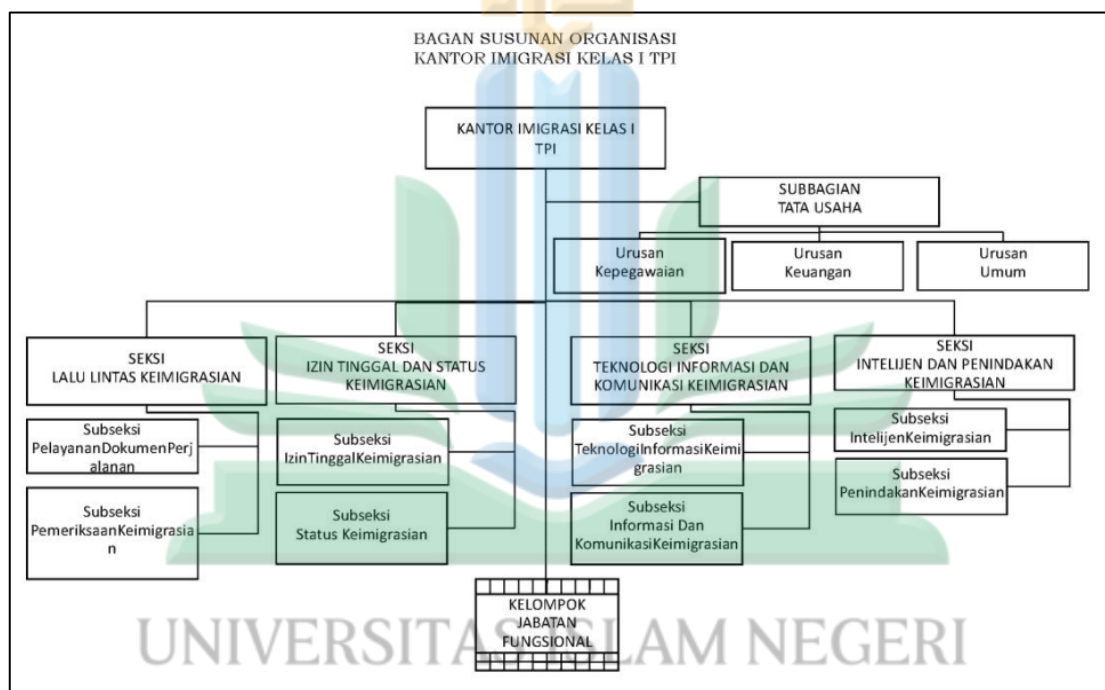 BAGAN SUSUNAN ORGANISASI
KANTOR IMIGRASI KELAS I TPI
KANTOR IMIGRASI KELAS I
TPI
SUBBAGIAN
TATA USAHA
Urusan
Kepegawaian
Urusan
Keuangan
Urusan
Umum
SEKSI
LALU LINTAS KEIMIGRASIAN
SEKSI
IZIN TINGGAL DAN STATUS
KEIMIGRASIAN
SEKSI
TEKNOLOGI INFORMASI DAN
KOMUNIKASI KEIMIGRASIAN
SEKSI
INTELIJEN DAN PENINDAKAN
KEIMIGRASIAN
Subseksi
PelayananDokumenPerj
alanan
Subseksi
IzinTinggalKeimigrasian
Subseksi
TeknologiInformasiKeimi
grasian
Subseksi
IntelijenKeimigrasian
Subseksi
PemeriksaanKeimigrasia
n
Subseksi
Status Keimigrasian
Subseksi
Informasi Dan
KomunikasiKeimigrasian
Subseksi
PenindakanKeimigrasian
KELOMPOK
JABATAN
FUNGSIONAL
UNIVERSITAS ISLAM NEGERI